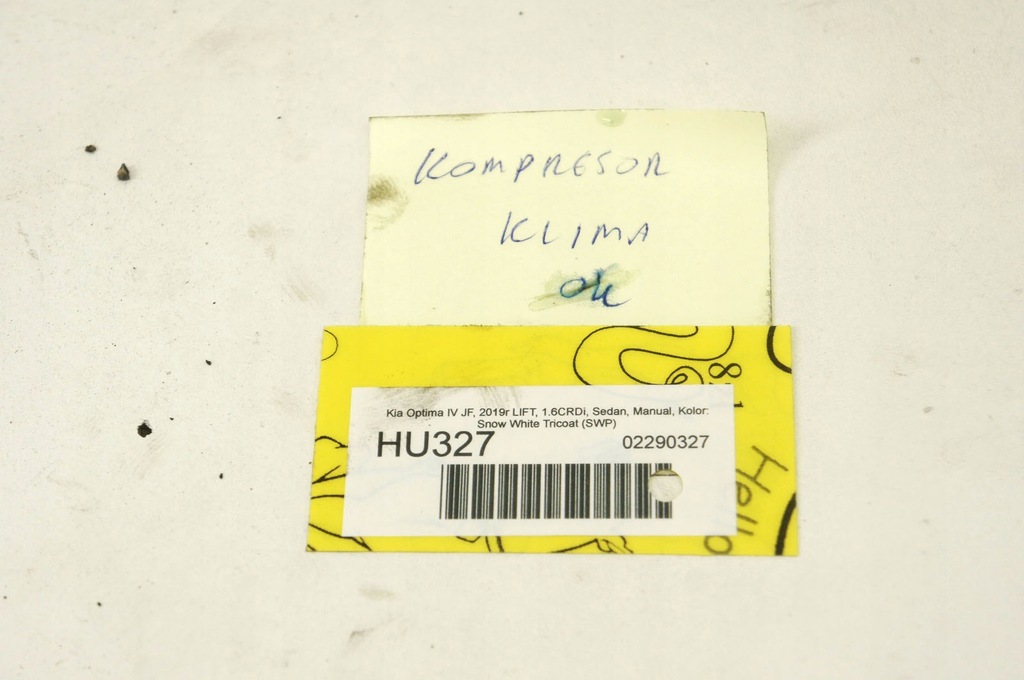 KOMPRESOR
KLIMA
ok
Kia Optima IV JF, 2019r LIFT, 1.6CRDi, Sedan, Manual, Kolor:
Snow White Tricoat (SWP)
HU327
02290327
Hello